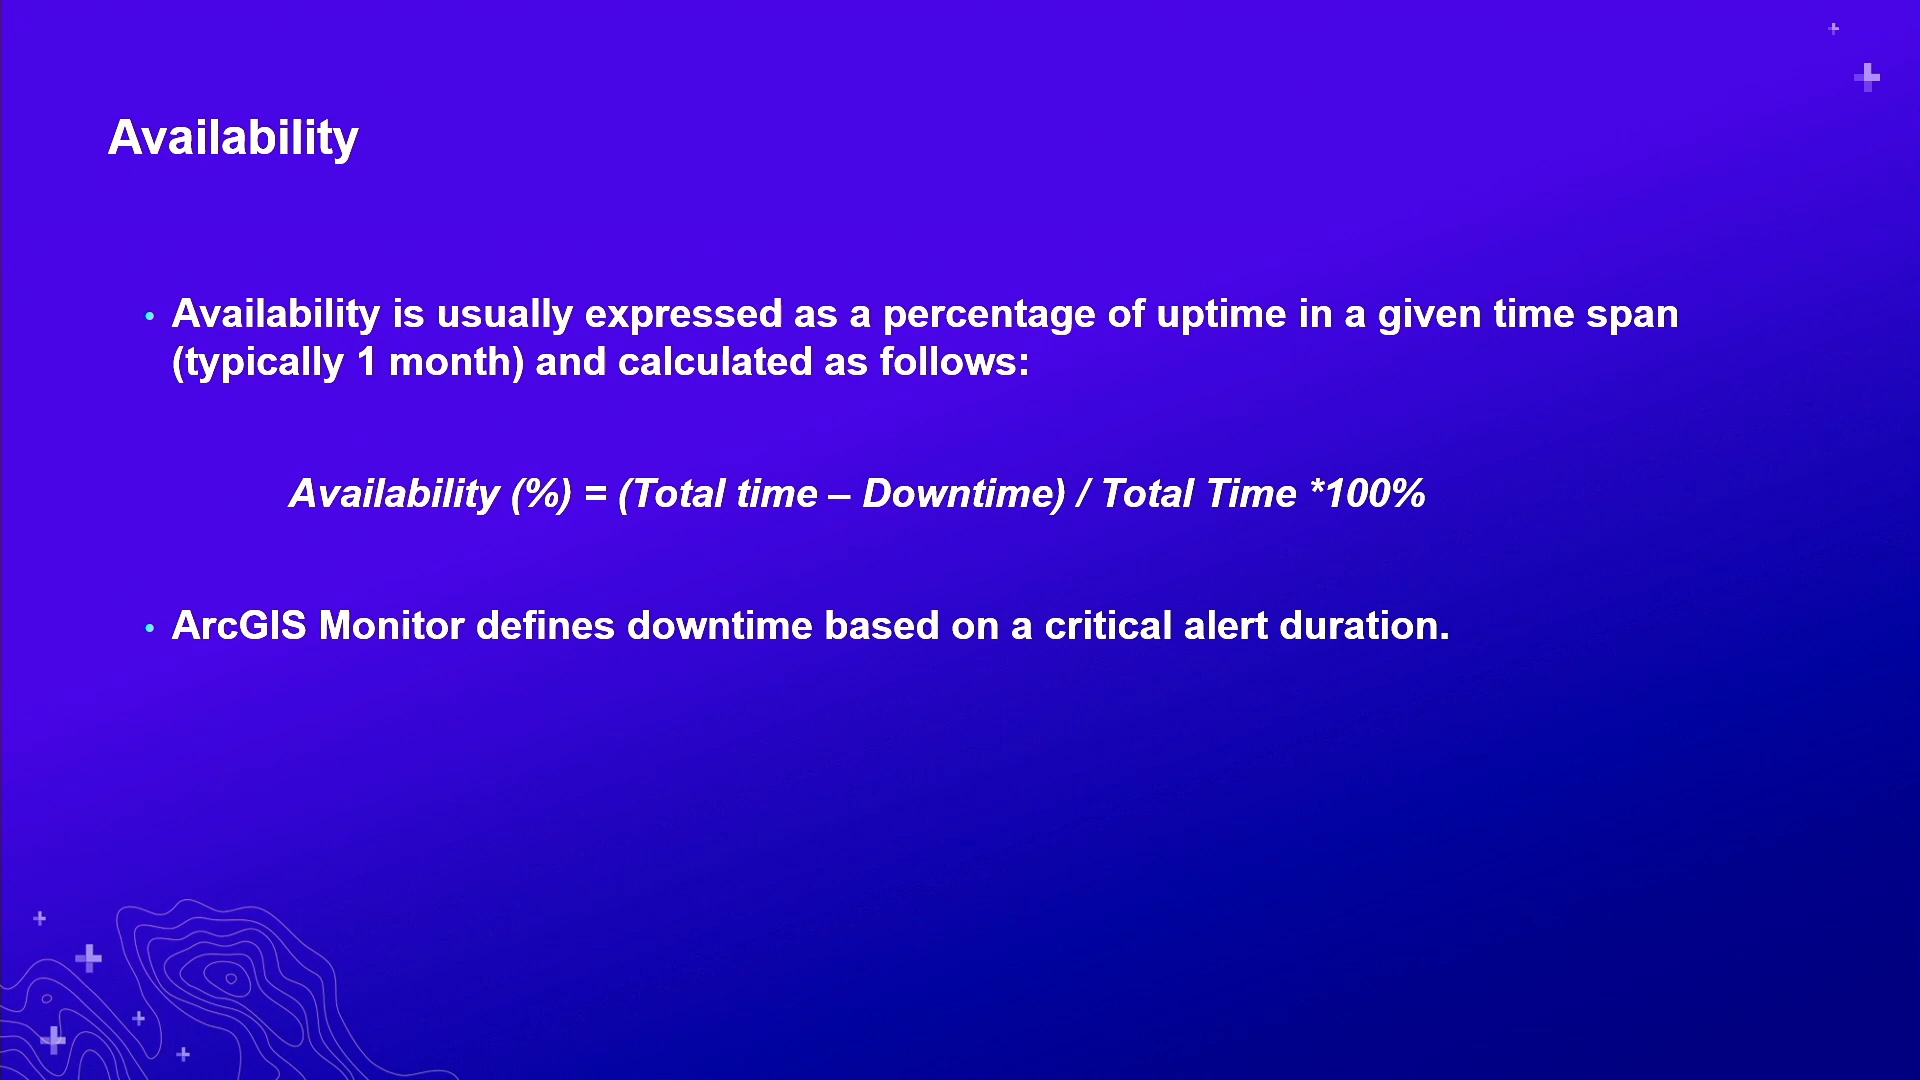 Availability
• Availability is usually expressed as a percentage of uptime in a given time span
(typically 1 month) and calculated as follows:
Availability (%) = (Total time – Downtime) / Total Time *100%
• ArcGIS Monitor defines downtime based on a critical alert duration.